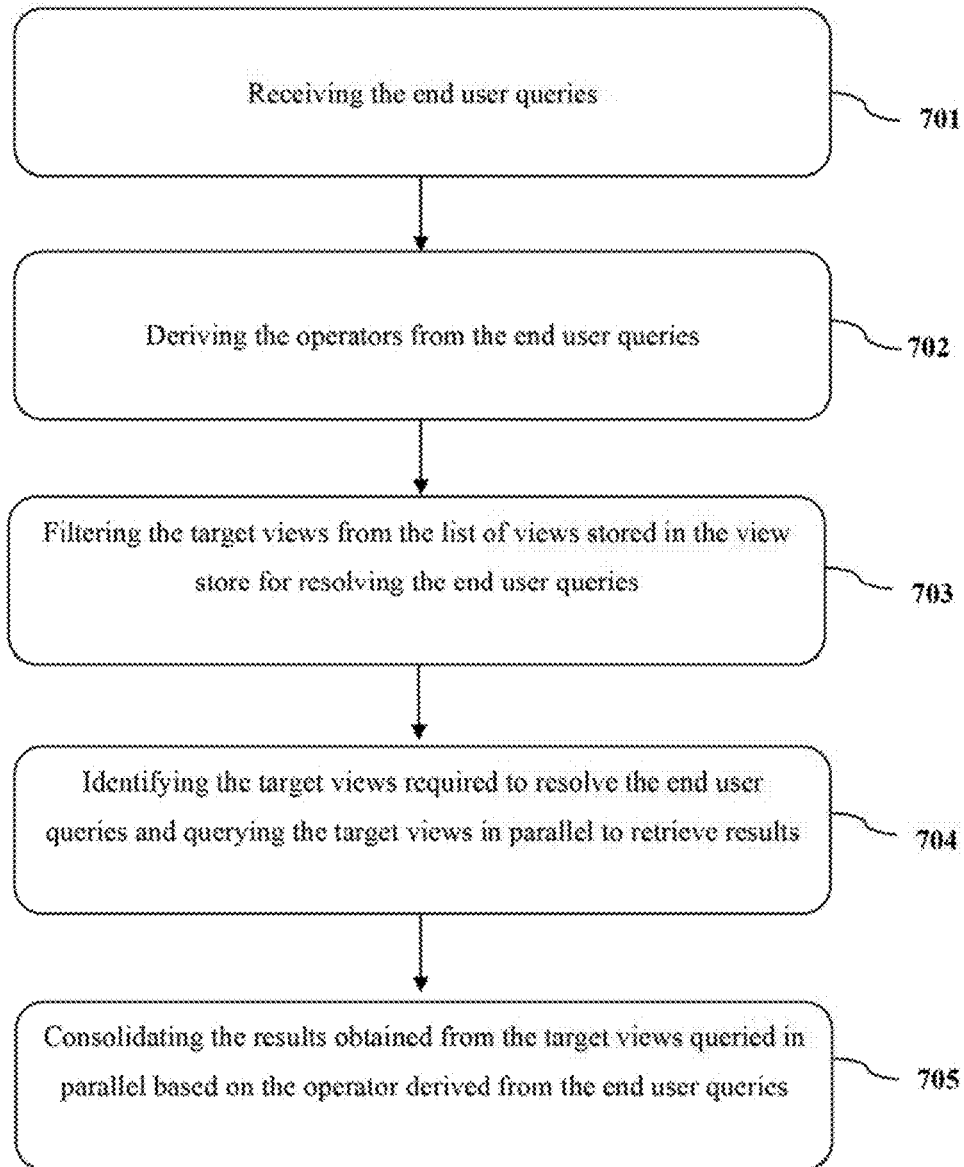 Receiving the end user queries
701
Deriving the operators from the end user queries
702
Filtering the target views from the list of views stored in the view
store for resolving the end user queries
703
Identifying the target views required to resolve the end user
queries and querying the target views in parallel to retrieve results
704
Consolidating the results obtained from the target views queried in
parallel based on the operator derived from the end user queries
705